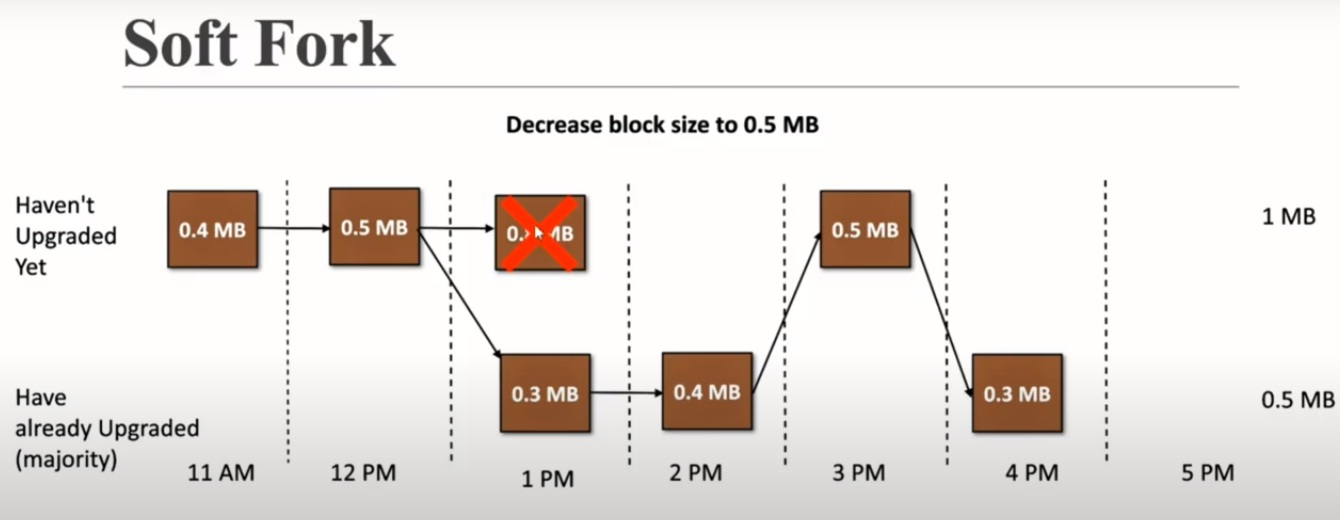 Soft Fork
Decrease block size to 0.5 MB
Haven't
Upgraded
Yet
0.4 MB
0.5 MB
0.5 MB
1 MB
0.3 MB
0.4 MB
0.3 MB
0.5 MB
Have
already Upgraded
(majority)
11 AM
12 PM
1 PM
2 PM
3 PM
4 PM
5 PM